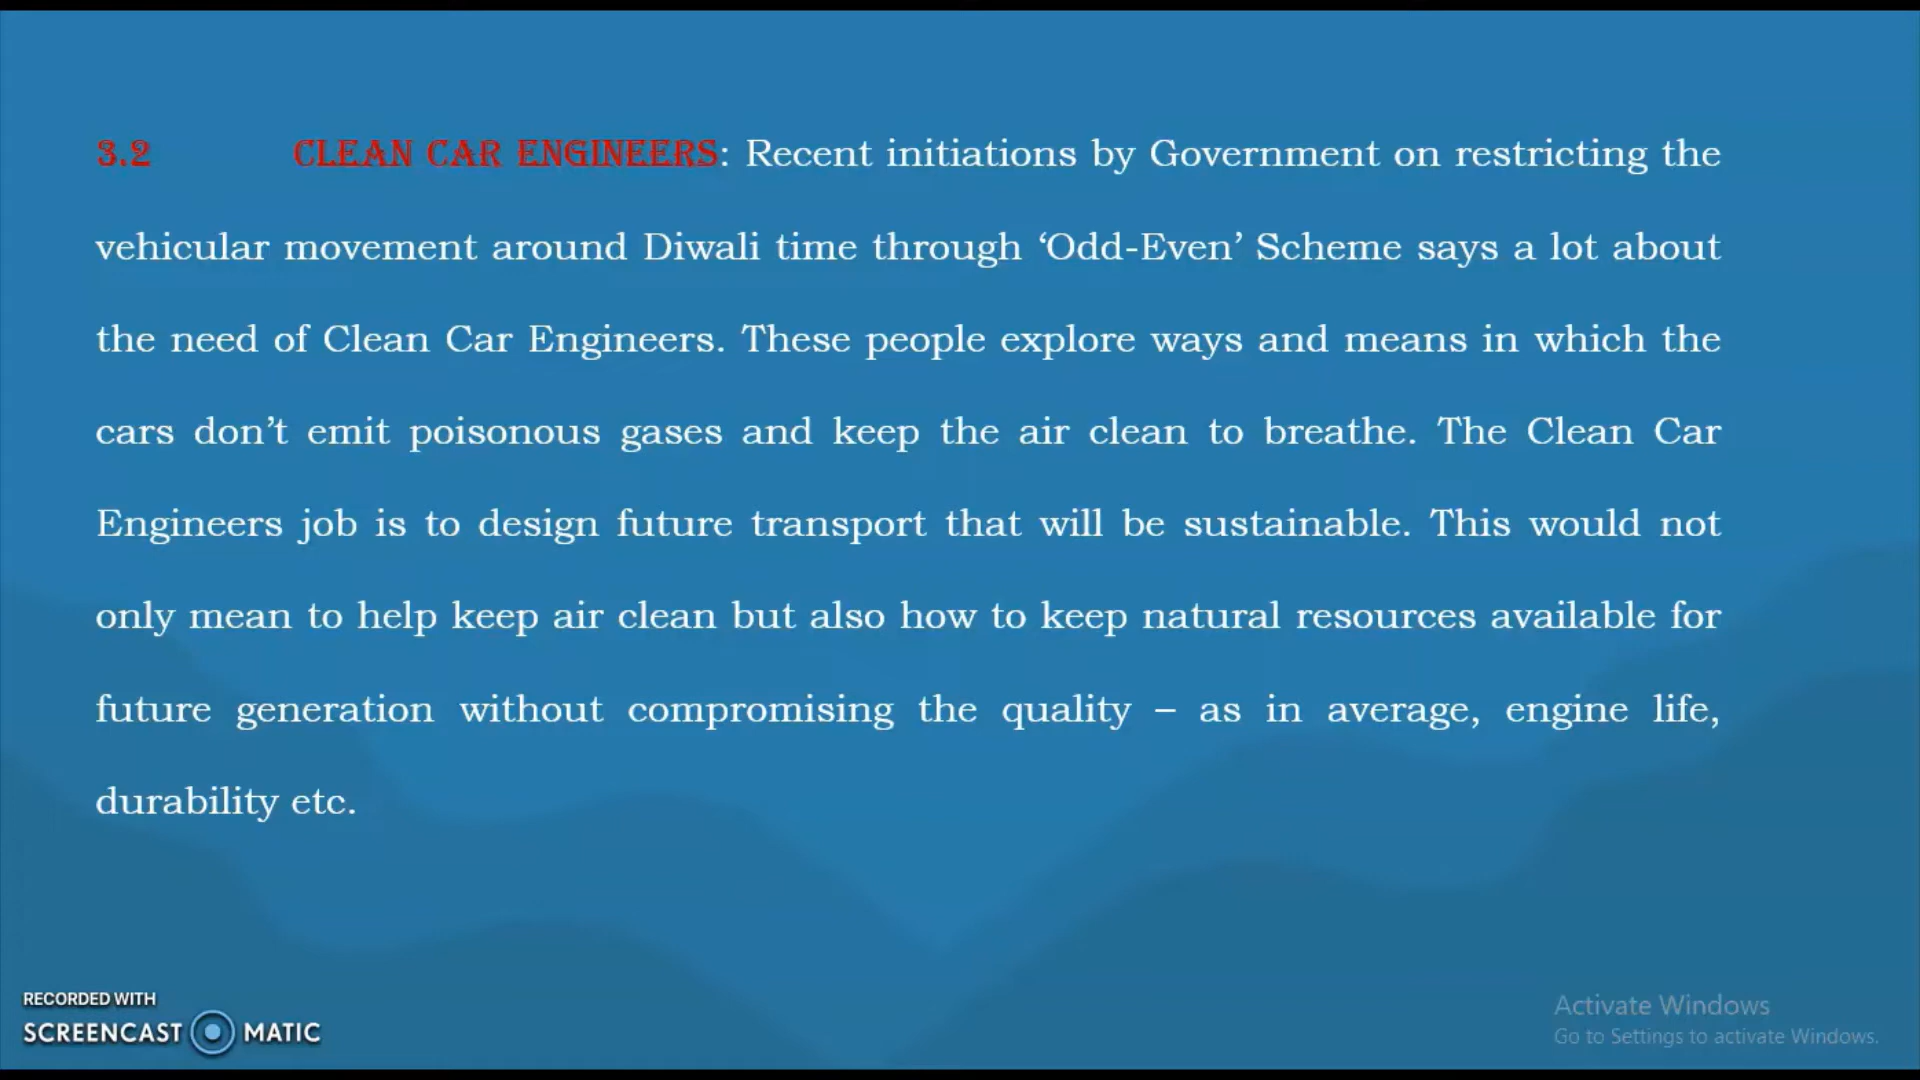 3.2 CLEAN CAR ENGINEERS: Recent initiations by Government on restricting the
vehicular movement around Diwali time through ‘Odd-Even’ Scheme says a lot about
the need of Clean Car Engineers. These people explore ways and means in which the
cars don’t emit poisonous gases and keep the air clean to breathe. The Clean Car
Engineers job is to design future transport that will be sustainable. This would not
only mean to help keep air clean but also how to keep natural resources available for
future generation without compromising the quality – as in average, engine life,
durability etc.
RECORDED WITH
SCREENCAST MATIC
Activate Windows
Go to Settings to activate Windows.